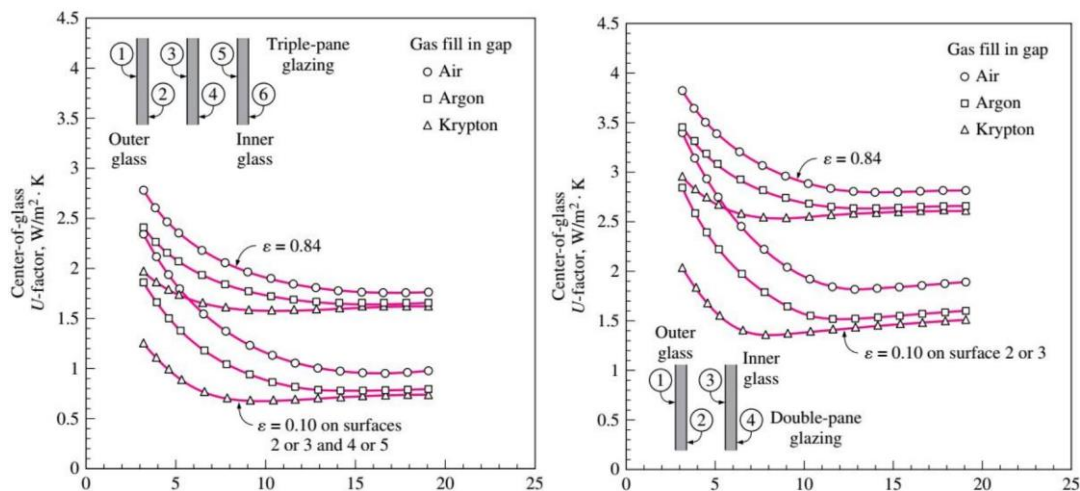 4.5
4
3.5
3
2.5
2
1.5
1
0.5
0
0
5
10
15
20
25
Center-of-glass
U-factor, W/m² · K
1
2
3
4
5
6
Triple-pane
glazing
Outer
glass
Inner
glass
Gas fill in gap
Air
Argon
Krypton
ε = 0.84
ε = 0.10 on surfaces
2 or 3 and 4 or 5
4.5
4
3.5
3
2.5
2
1.5
1
0.5
0
0
5
10
15
20
25
Center-of-glass
U-factor, W/m² · K
Gas fill in gap
Air
Argon
Krypton
ε = 0.84
ε = 0.10 on surface 2 or 3
Outer
glass
Inner
glass
1
2
3
4
Double-pane
glazing